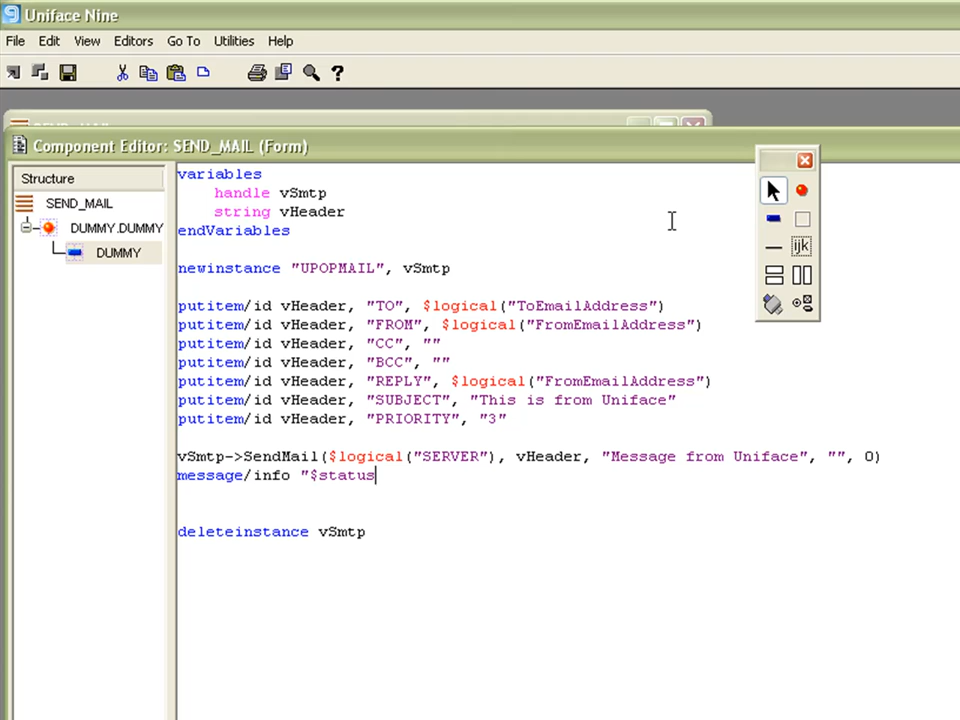 Uniface Nine
File Edit View Editors Go To Utilities Help
Component Editor: SEND_MAIL (Form)
Structure
SEND_MAIL
DUMMY.DUMMY
DUMMY
variables
handle vSmtp
string vHeader
endVariables
newinstance "UPOPMAIL", vSmtp
putitem/id vHeader, "TO", $logical("ToEmailAddress")
putitem/id vHeader, "FROM", $logical("FromEmailAddress")
putitem/id vHeader, "CC", ""
putitem/id vHeader, "BCC", ""
putitem/id vHeader, "REPLY", $logical("FromEmailAddress")
putitem/id vHeader, "SUBJECT", "This is from Uniface"
putitem/id vHeader, "PRIORITY", "3"
vSmtp->SendMail($logical("SERVER"), vHeader, "Message from Uniface", "", 0)
message/info "$status
deleteinstance vSmtp
ijk